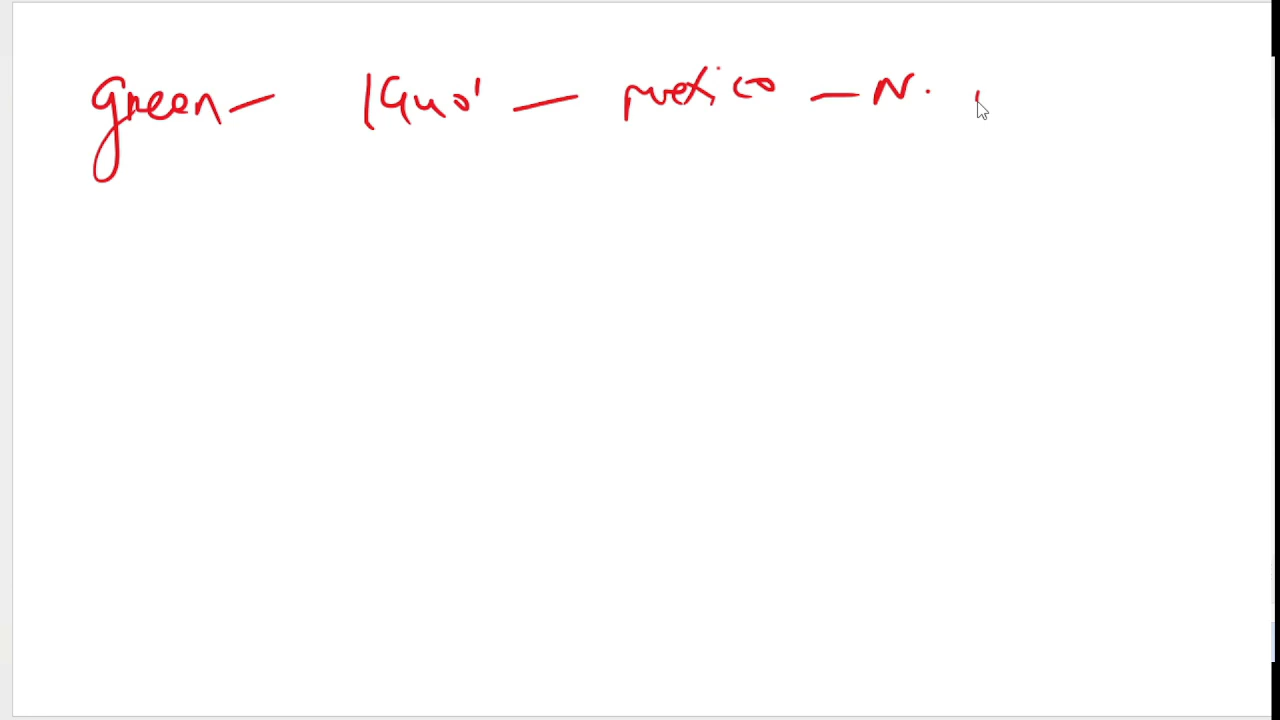 Green — 1940' — mexico — N.